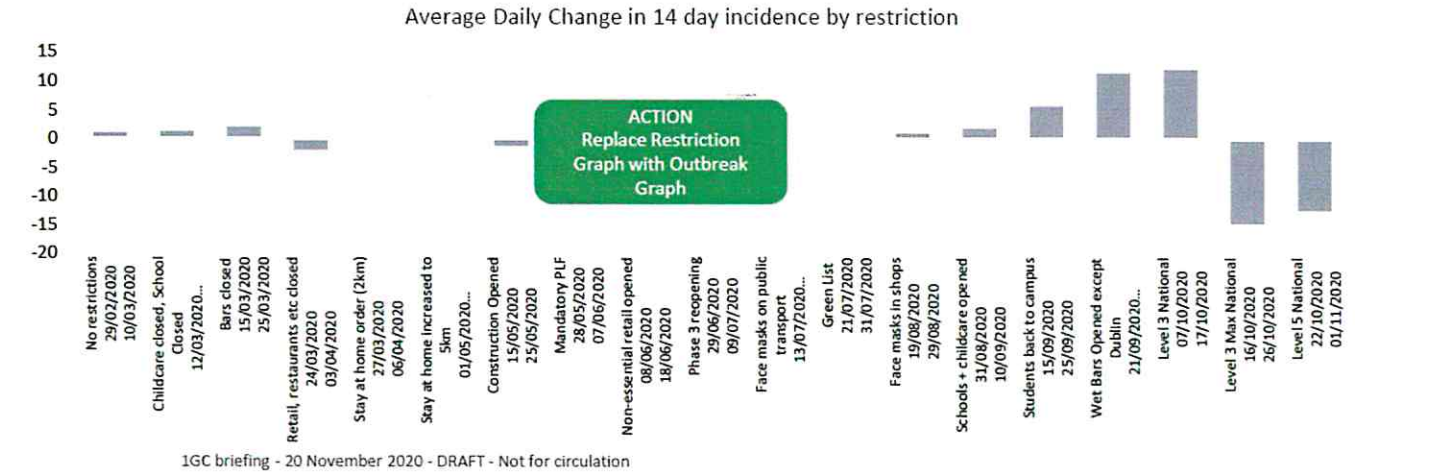 Average Daily Change in 14 day incidence by restriction
15
10
5
0
-5
-10
-15
-20
ACTION
Replace Restriction
Graph with Outbreak
Graph
No restrictions
29/02/2020
10/03/2020
Childcare closed, School
Closed
12/03/2020...
Bars closed
15/03/2020
25/03/2020
Retail, restaurants etc closed
24/03/2020
03/04/2020
Stay at home order (2km)
27/03/2020
06/04/2020
Stay at home increased to
5km
01/05/2020...
Construction Opened
15/05/2020
25/05/2020
Mandatory PLF
28/05/2020
07/06/2020
Non-essential retail opened
08/06/2020
18/06/2020
Phase 3 reopening
29/06/2020
09/07/2020
Face masks on public
transport
13/07/2020...
Green List
21/07/2020
31/07/2020
Face masks in shops
19/08/2020
29/08/2020
Schools + childcare opened
31/08/2020
10/09/2020
Students back to campus
15/09/2020
25/09/2020
Wet Bars Opened except
Dublin
21/09/2020...
Level 3 National
07/10/2020
17/10/2020
Level 3 Max National
16/10/2020
26/10/2020
Level 5 National
22/10/2020
01/11/2020
1GC briefing - 20 November 2020 - DRAFT - Not for circulation